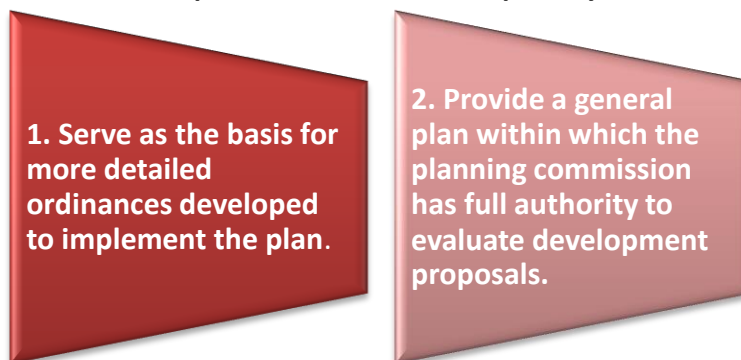 1. Serve as the basis for
more detailed
ordinances developed
to implement the plan.
2. Provide a general
plan within which the
planning commission
has full authority to
evaluate development
proposals.